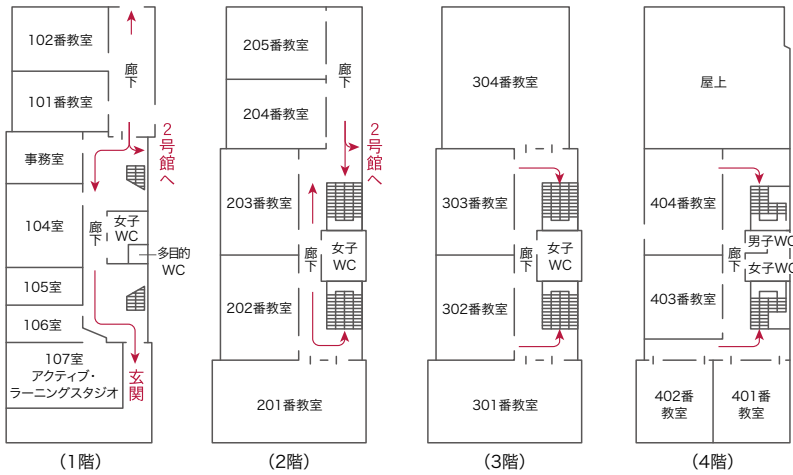 102番教室
廊下
101番教室
2号館へ
事務室
104室
廊下
女子
WC
多目的
WC
105室
106室
107室
アクティブ・
ラーニングスタジオ
玄関
(1階)
205番教室
廊下
204番教室
2号館へ
203番教室
廊下
女子
WC
202番教室
201番教室
(2階)
304番教室
303番教室
廊下
女子
WC
302番教室
301番教室
(3階)
屋上
404番教室
男子WC
廊下
女子WC
403番教室
402番
教室
401番
教室
(4階)